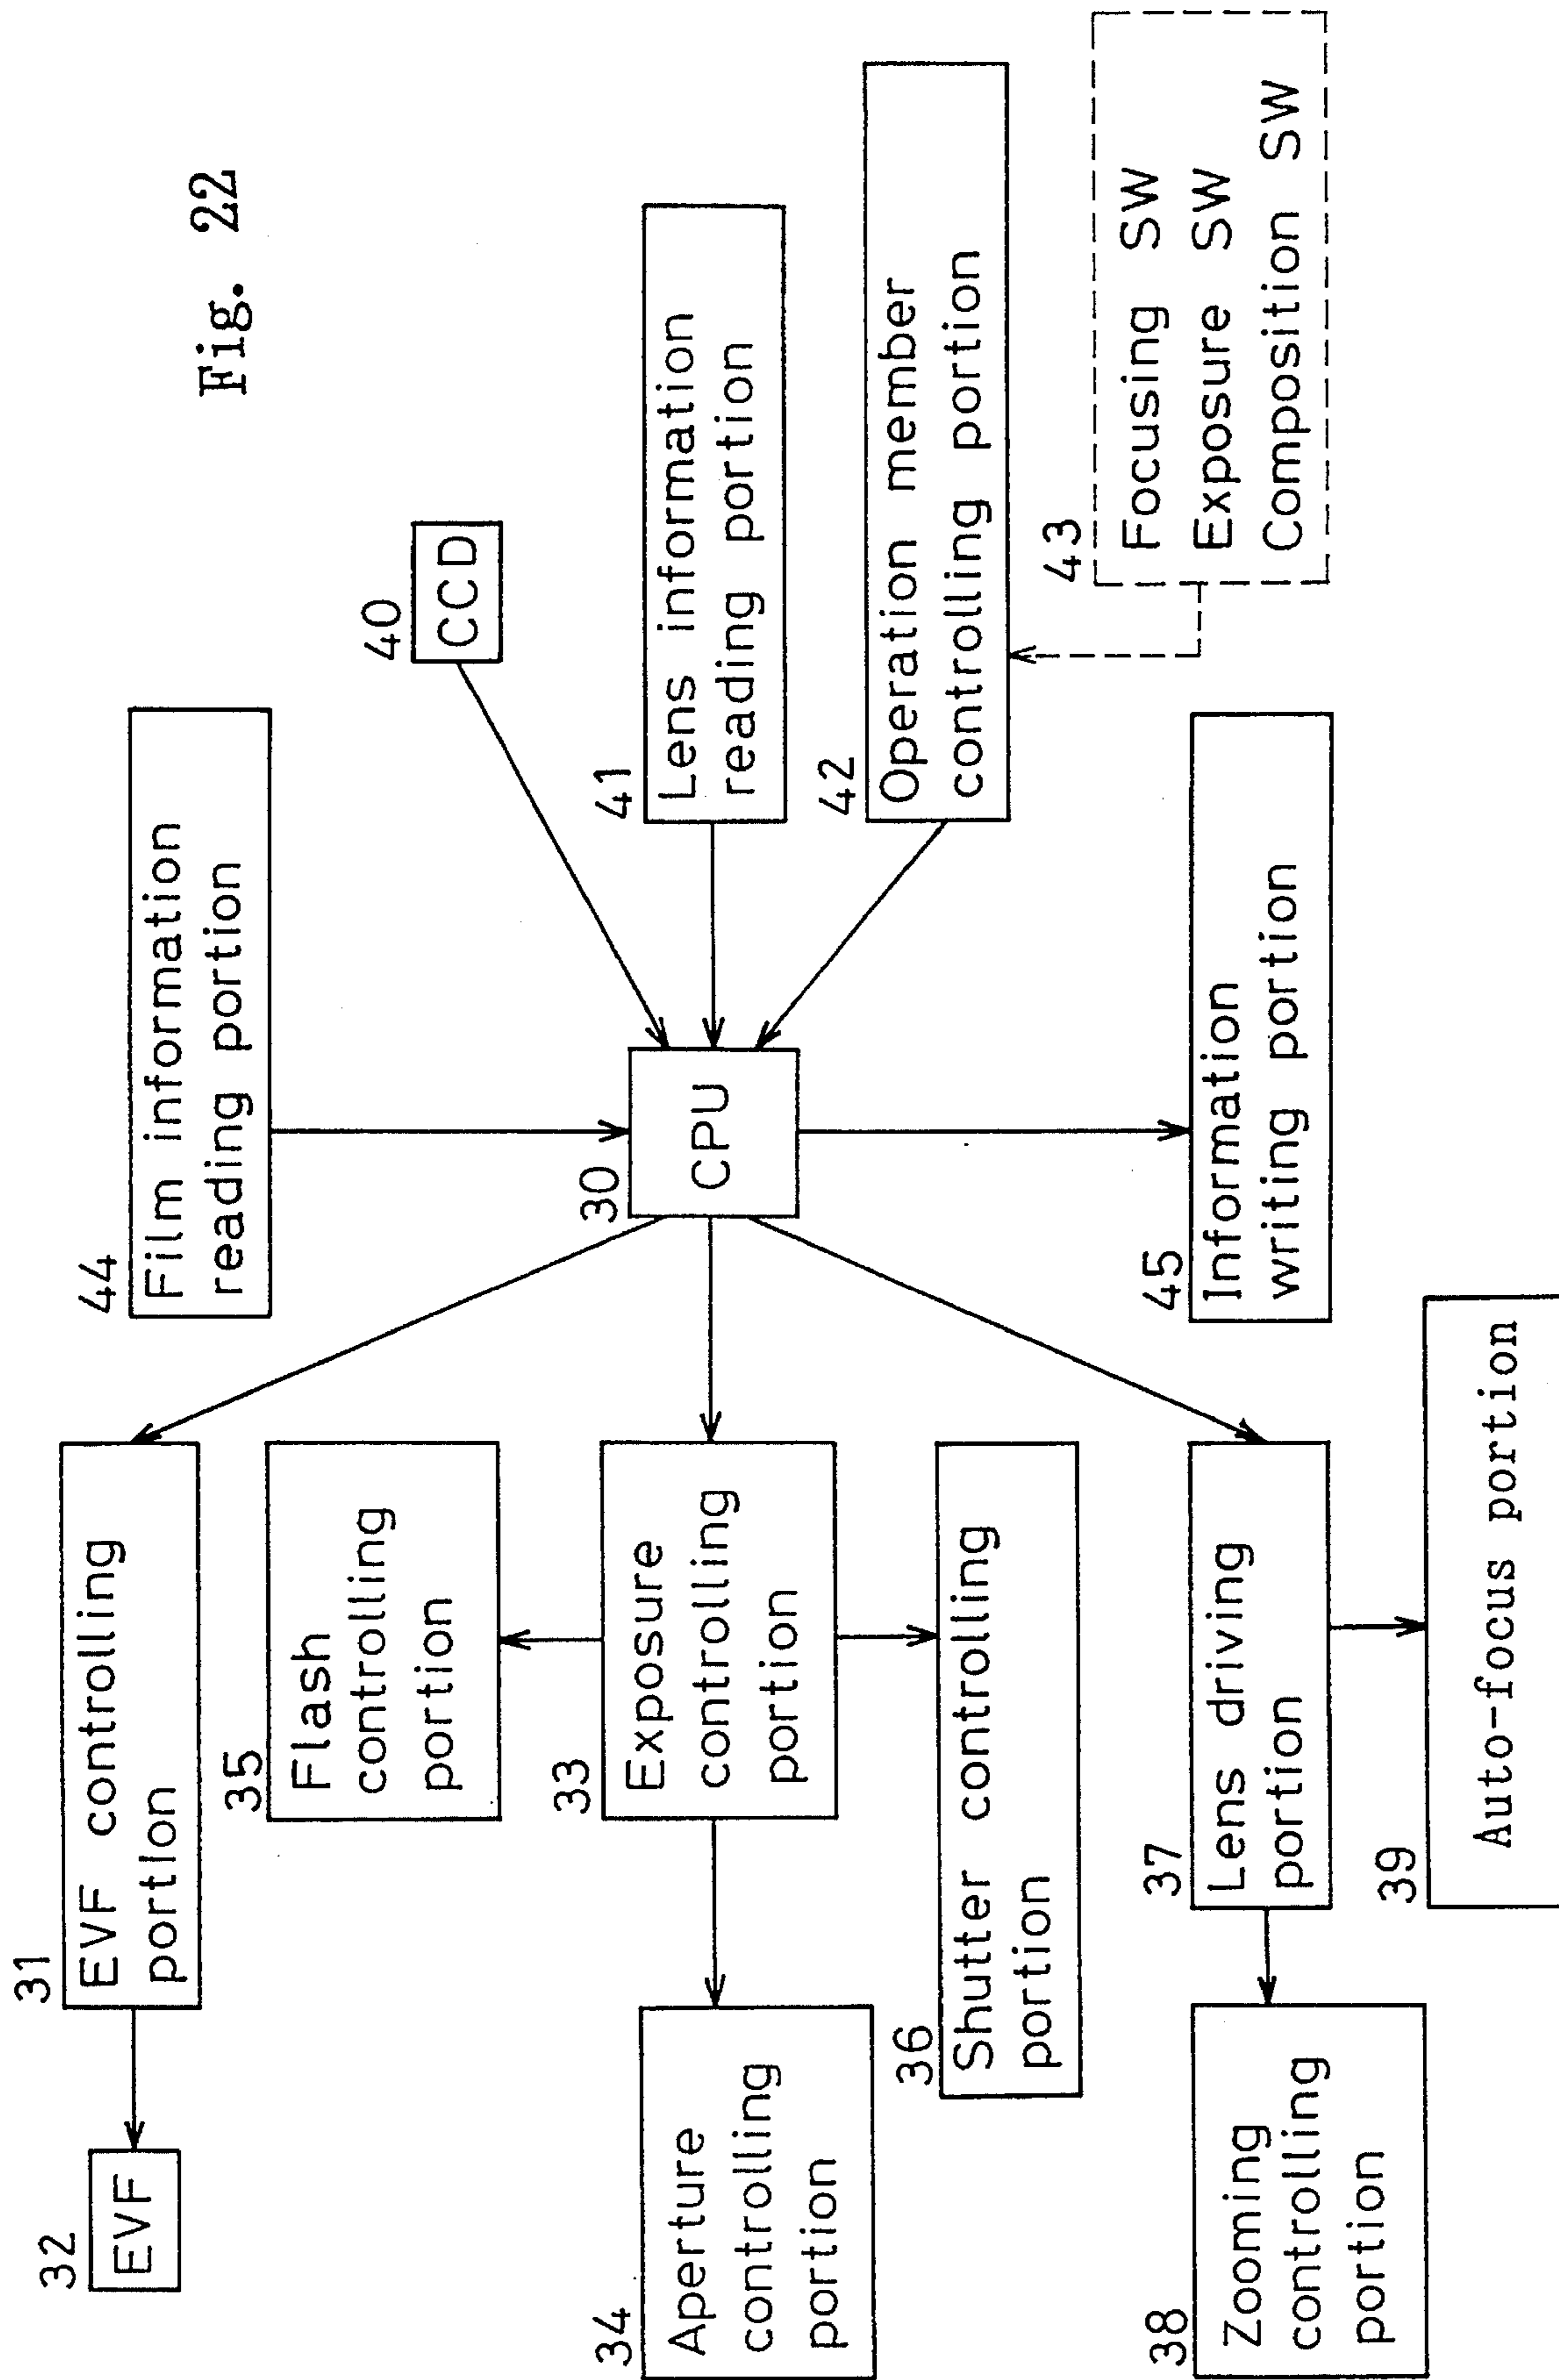 Fig. 22
32
EVF
31
EVF controlling
portion
44
Film information
reading portion
40
CCD
35
Flash
controlling
portion
34
Aperture
controlling
portion
33
Exposure
controlling
portion
30
CPU
41
Lens information
reading portion
36
Shutter controlling
portion
42
Operation member
controlling portion
43
Focusing SW
Exposure SW
Composition SW
38
Zooming
controlling
portion
37
Lens driving
portion
45
Information
writing portion
39
Auto-focus portion